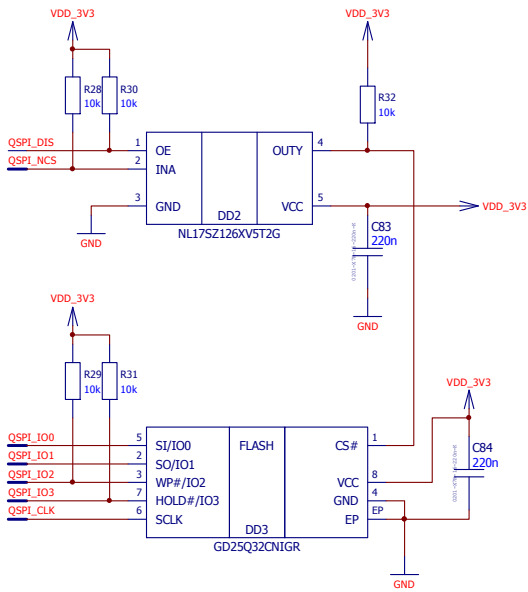 VDD_3V3
VDD_3V3
R28
10k
R30
10k
R32
10k
QSPI_DIS
1
OE
OUTY
4
QSPI_NCS
2
INA
3
GND
VCC
5
VDD_3V3
DD2
NL17SZ126XV5T2G
GND
C83
220n
GND
VDD_3V3
R29
10k
R31
10k
VDD_3V3
QSPI_IO0
5
SI/IO0
FLASH
CS#
1
QSPI_IO1
2
SO/IO1
QSPI_IO2
3
WP#/IO2
VCC
8
QSPI_IO3
7
HOLD#/IO3
GND
4
QSPI_CLK
6
SCLK
EP
EP
DD3
GD25Q32CNIGR
C84
220n
GND